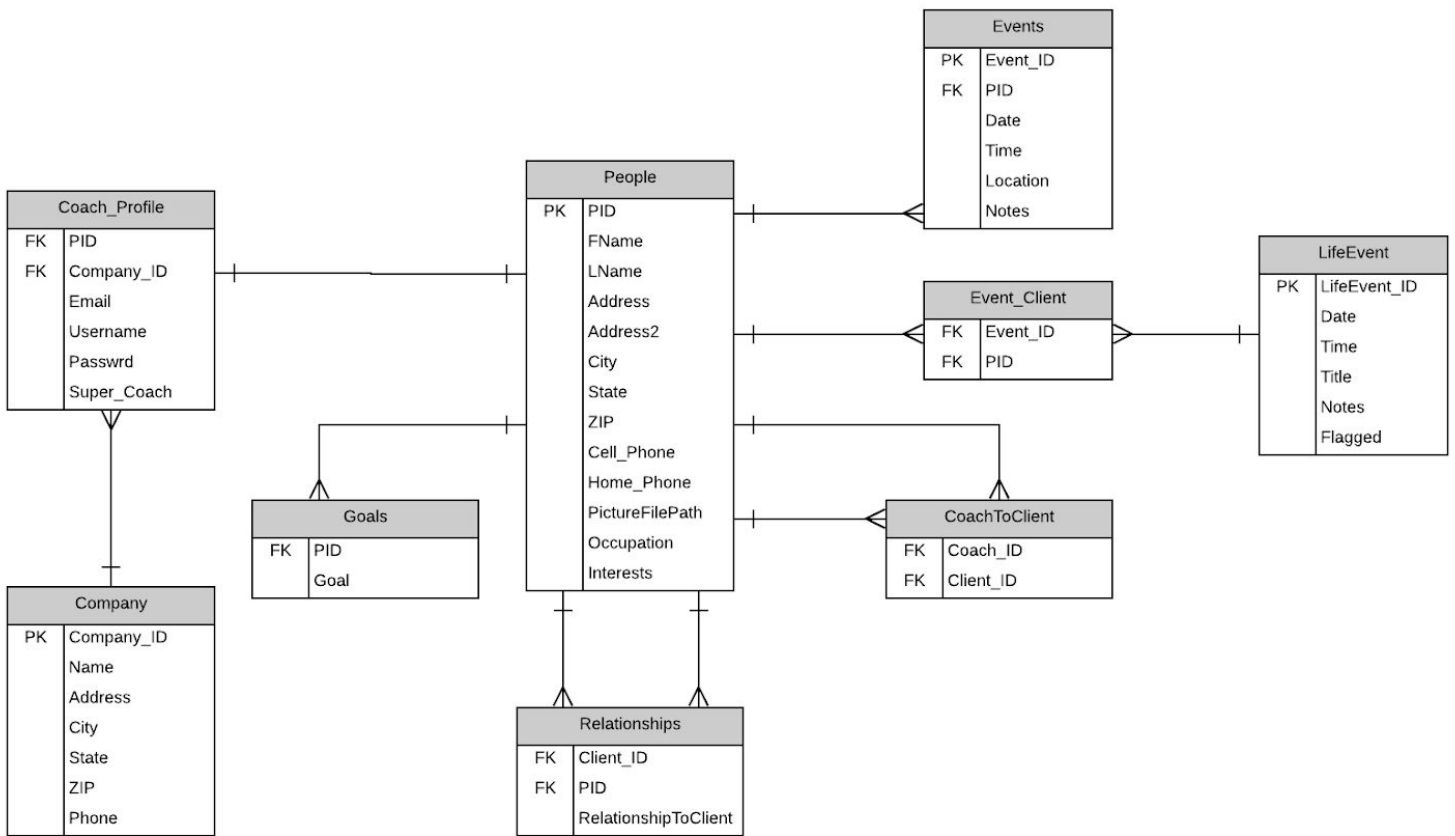 Events
PK Event_ID
FK PID
Date
Time
Location
Notes
People
PK PID
FName
LName
Address
Address2
City
State
ZIP
Cell_Phone
Home_Phone
PictureFilePath
Occupation
Interests
Coach_Profile
FK PID
FK Company_ID
Email
Username
Passwrd
Super_Coach
LifeEvent
PK LifeEvent_ID
Date
Time
Title
Notes
Flagged
Event_Client
FK Event_ID
FK PID
Goals
FK PID
Goal
CoachToClient
FK Coach_ID
FK Client_ID
Company
PK Company_ID
Name
Address
City
State
ZIP
Phone
Relationships
FK Client_ID
FK PID
RelationshipToClient